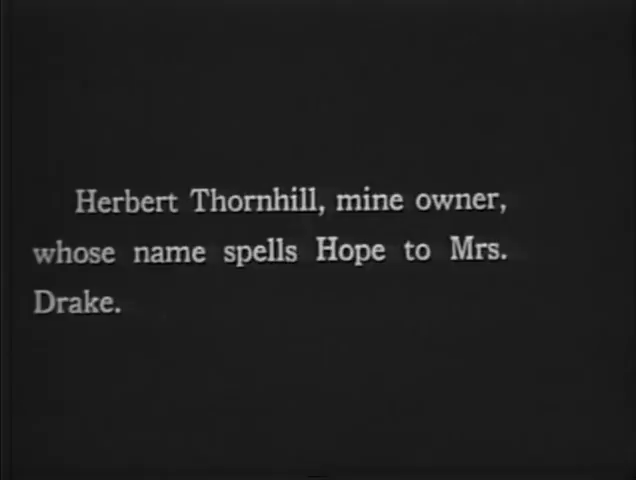 Herbert Thornhill, mine owner,
whose name spells Hope to Mrs.
Drake.